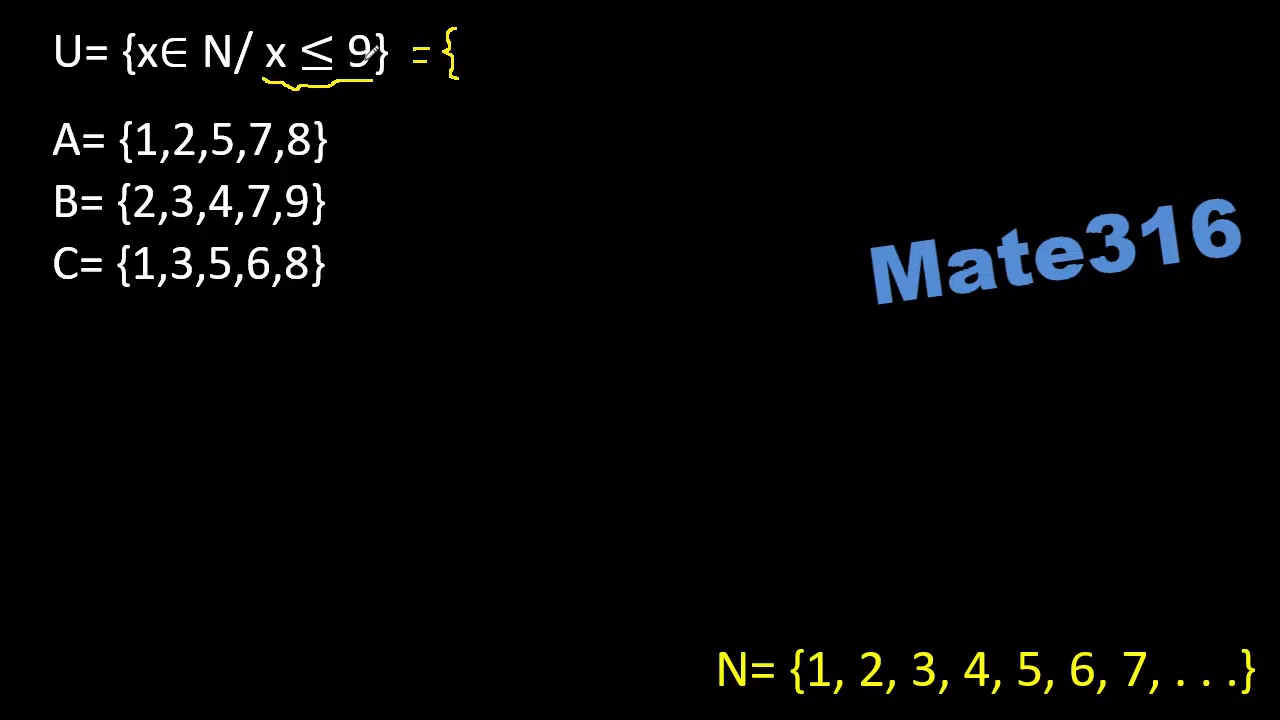 U= {x∈ N/ x ≤ 9} = {
A= {1,2,5,7,8}
B= {2,3,4,7,9}
C= {1,3,5,6,8}
Mate316
N= {1, 2, 3, 4, 5, 6, 7, . . .}